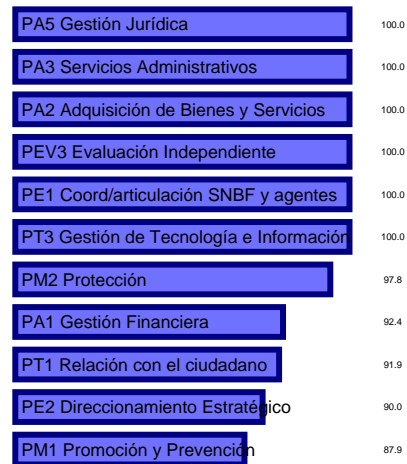 PA5 Gestión Jurídica 100.0
PA3 Servicios Administrativos 100.0
PA2 Adquisición de Bienes y Servicios 100.0
PEV3 Evaluación Independiente 100.0
PE1 Coord/articulación SNBF y agentes 100.0
PT3 Gestión de Tecnología e Información 100.0
PM2 Protección 97.8
PA1 Gestión Financiera 92.4
PT1 Relación con el ciudadano 91.9
PE2 Direccionamiento Estratégico 90.0
PM1 Promoción y Prevención 87.9